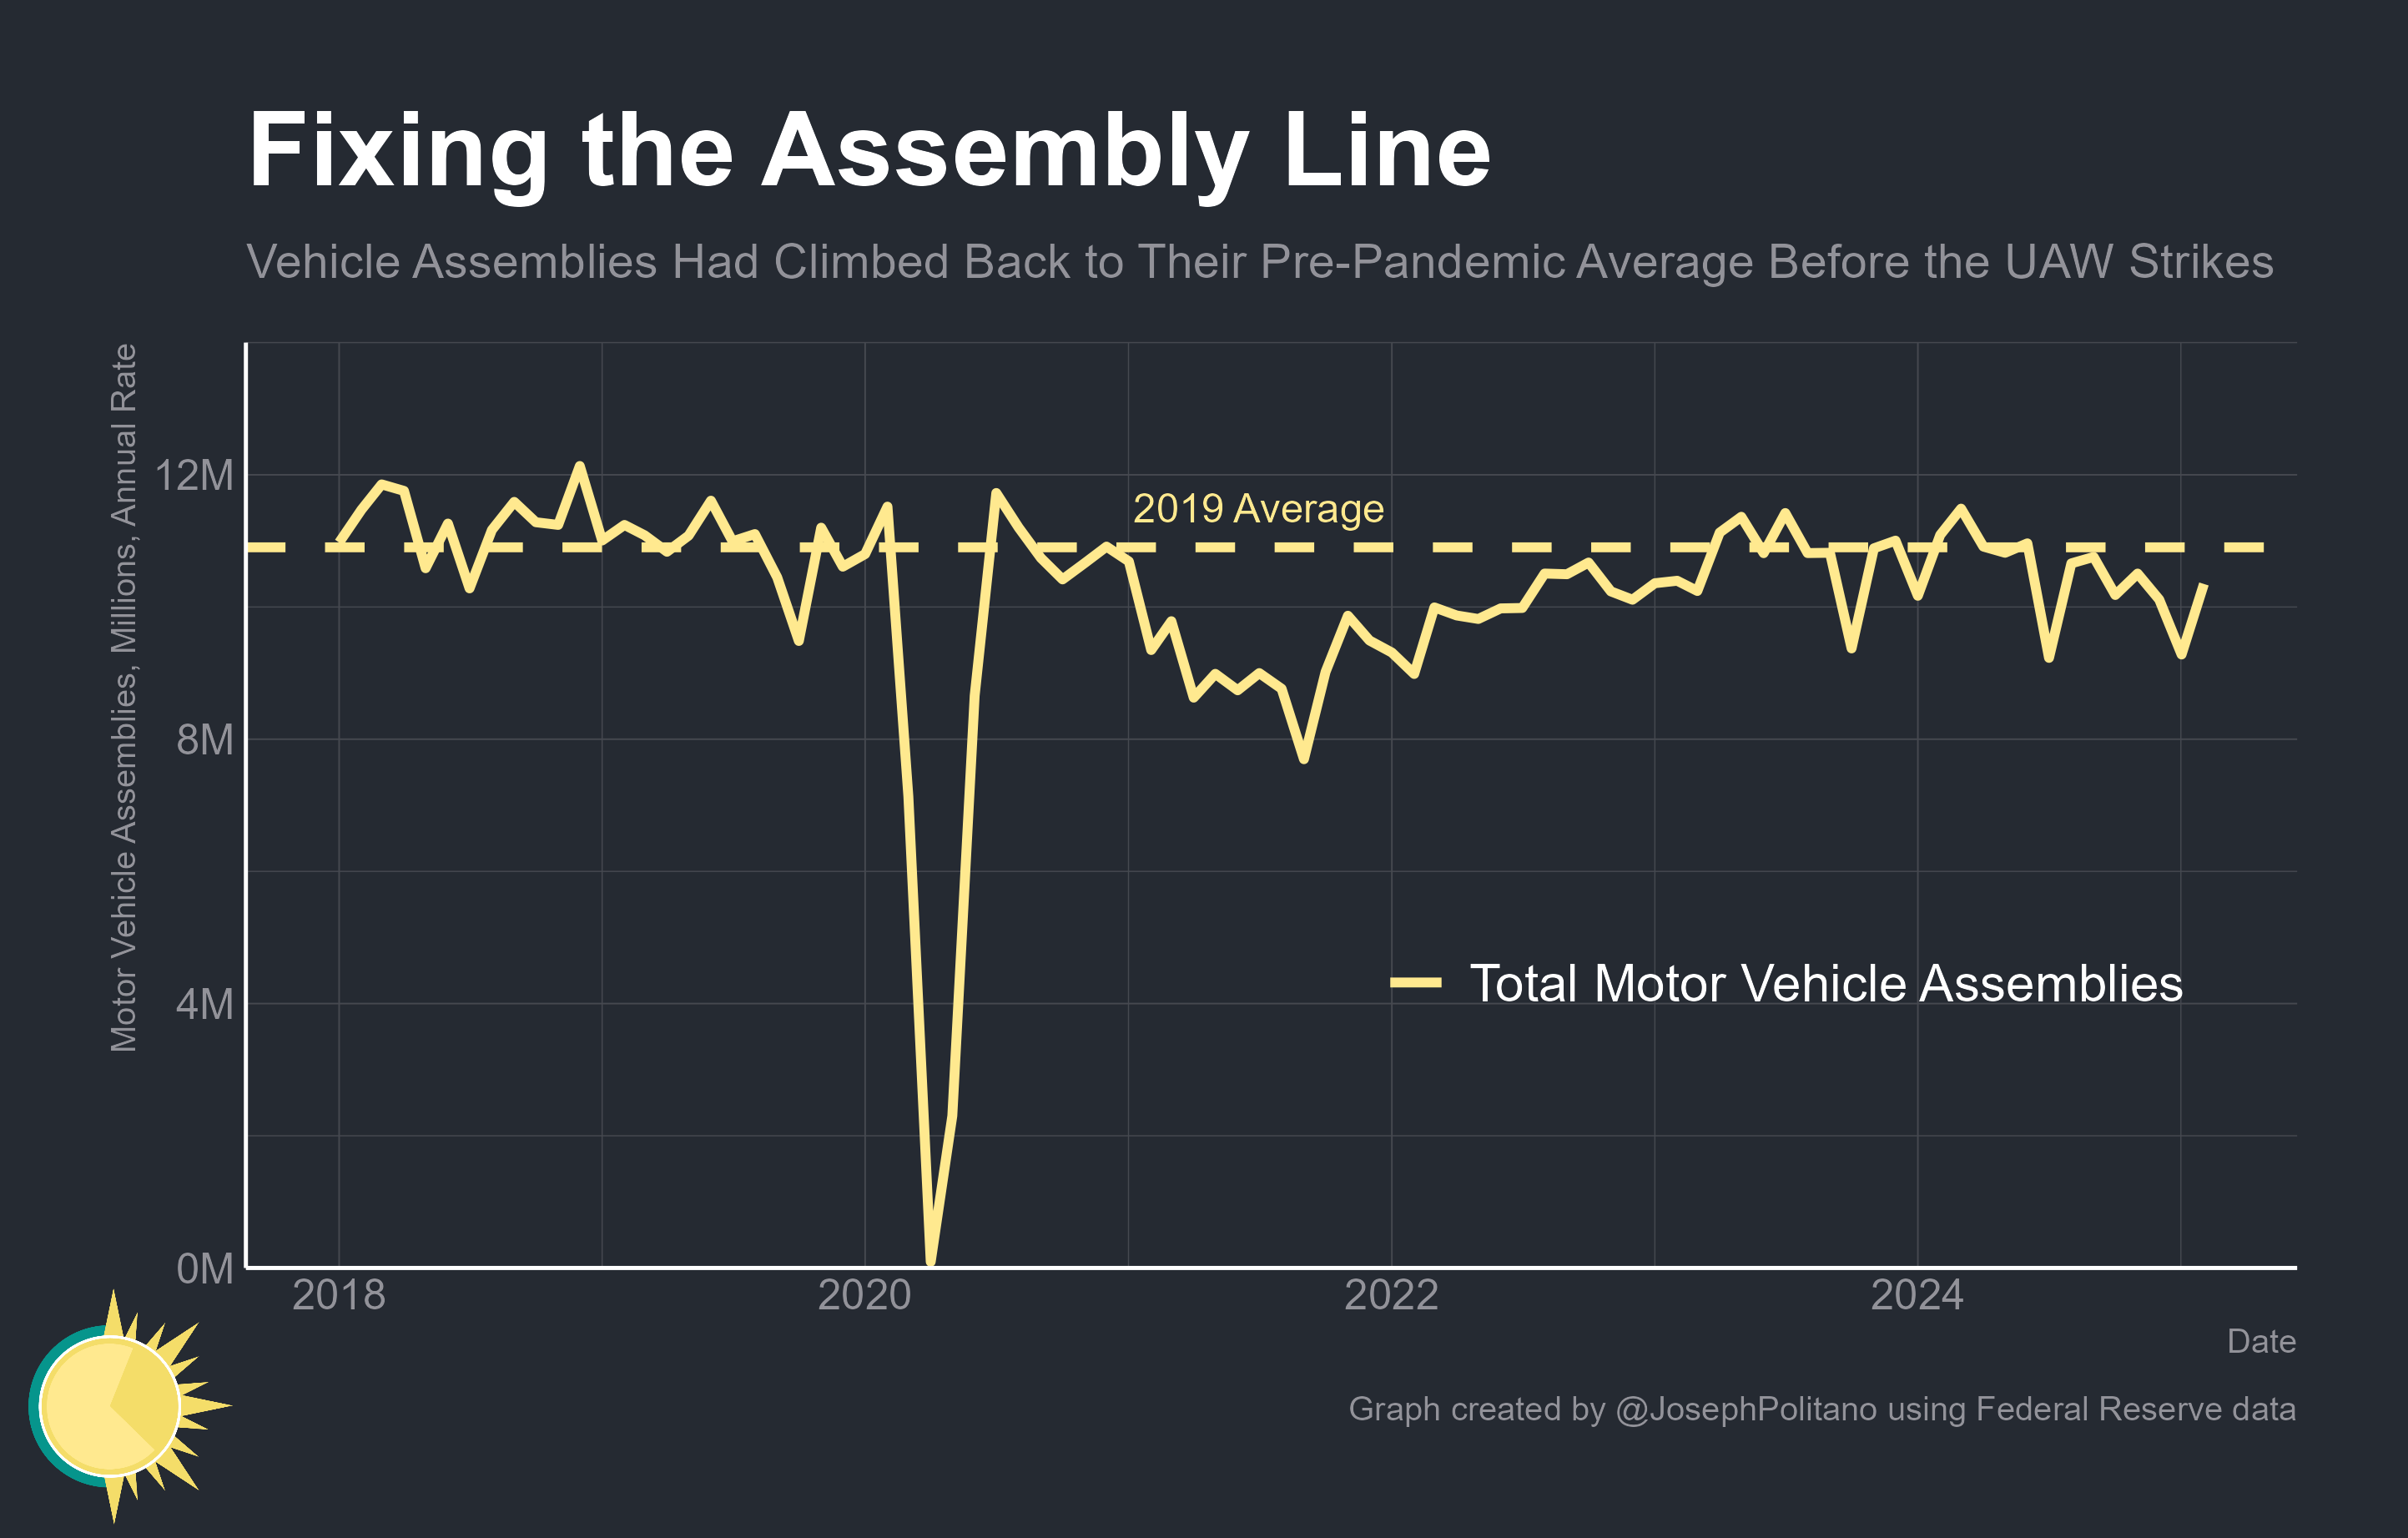 Fixing the Assembly Line
Vehicle Assemblies Had Climbed Back to Their Pre-Pandemic Average Before the UAW Strikes
Motor Vehicle Assemblies, Millions, Annual Rate
12M
8M
4M
0M
2019 Average
Total Motor Vehicle Assemblies
2018
2020
2022
2024
Date
Graph created by @JosephPolitano using Federal Reserve data